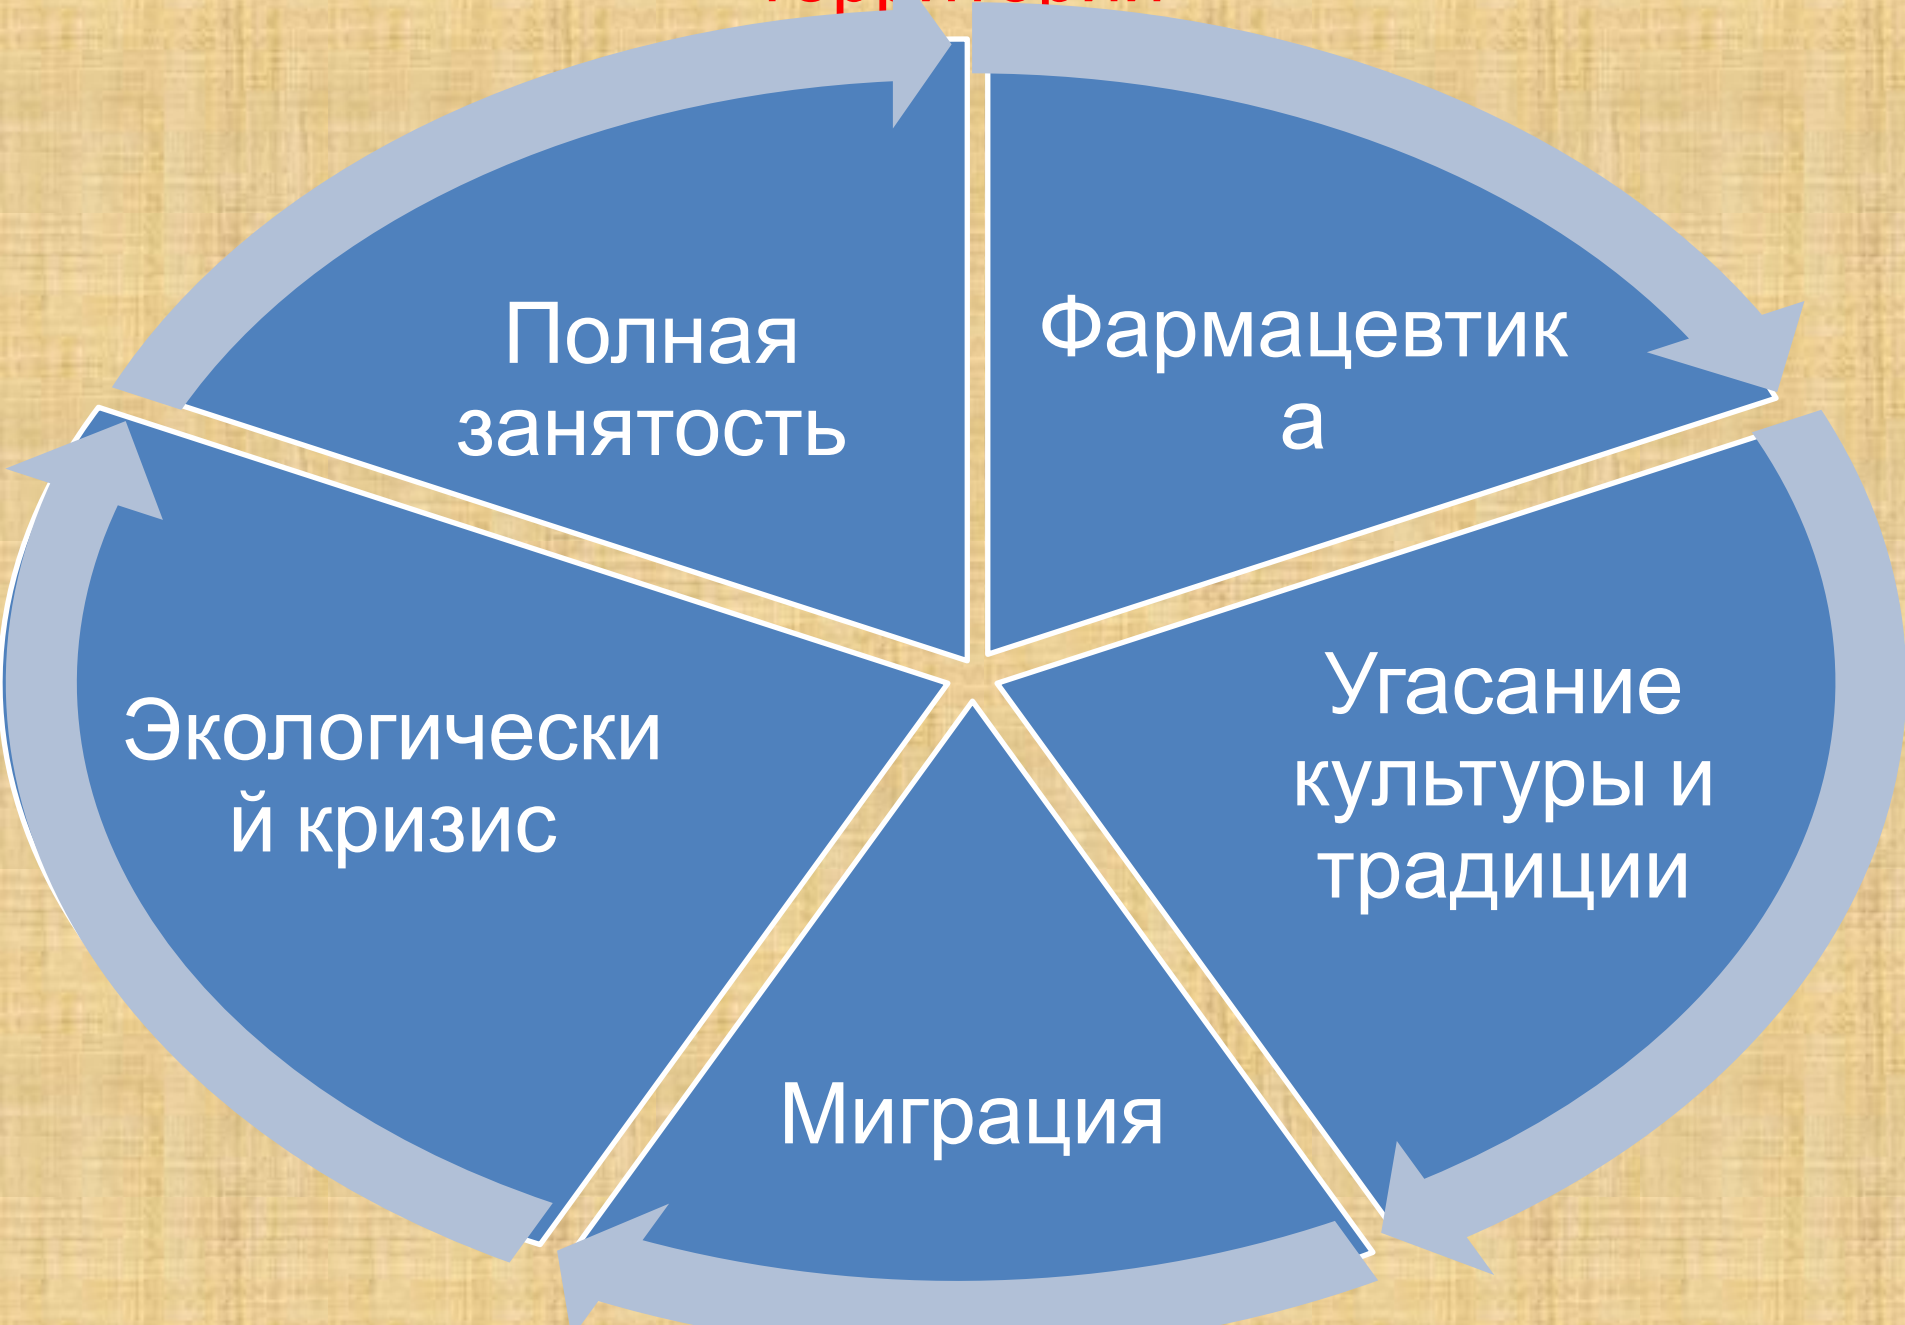 Полная
занятость
Фармацевтик
а
Угасание
культуры и
традиции
Миграция
Экологически
й кризис